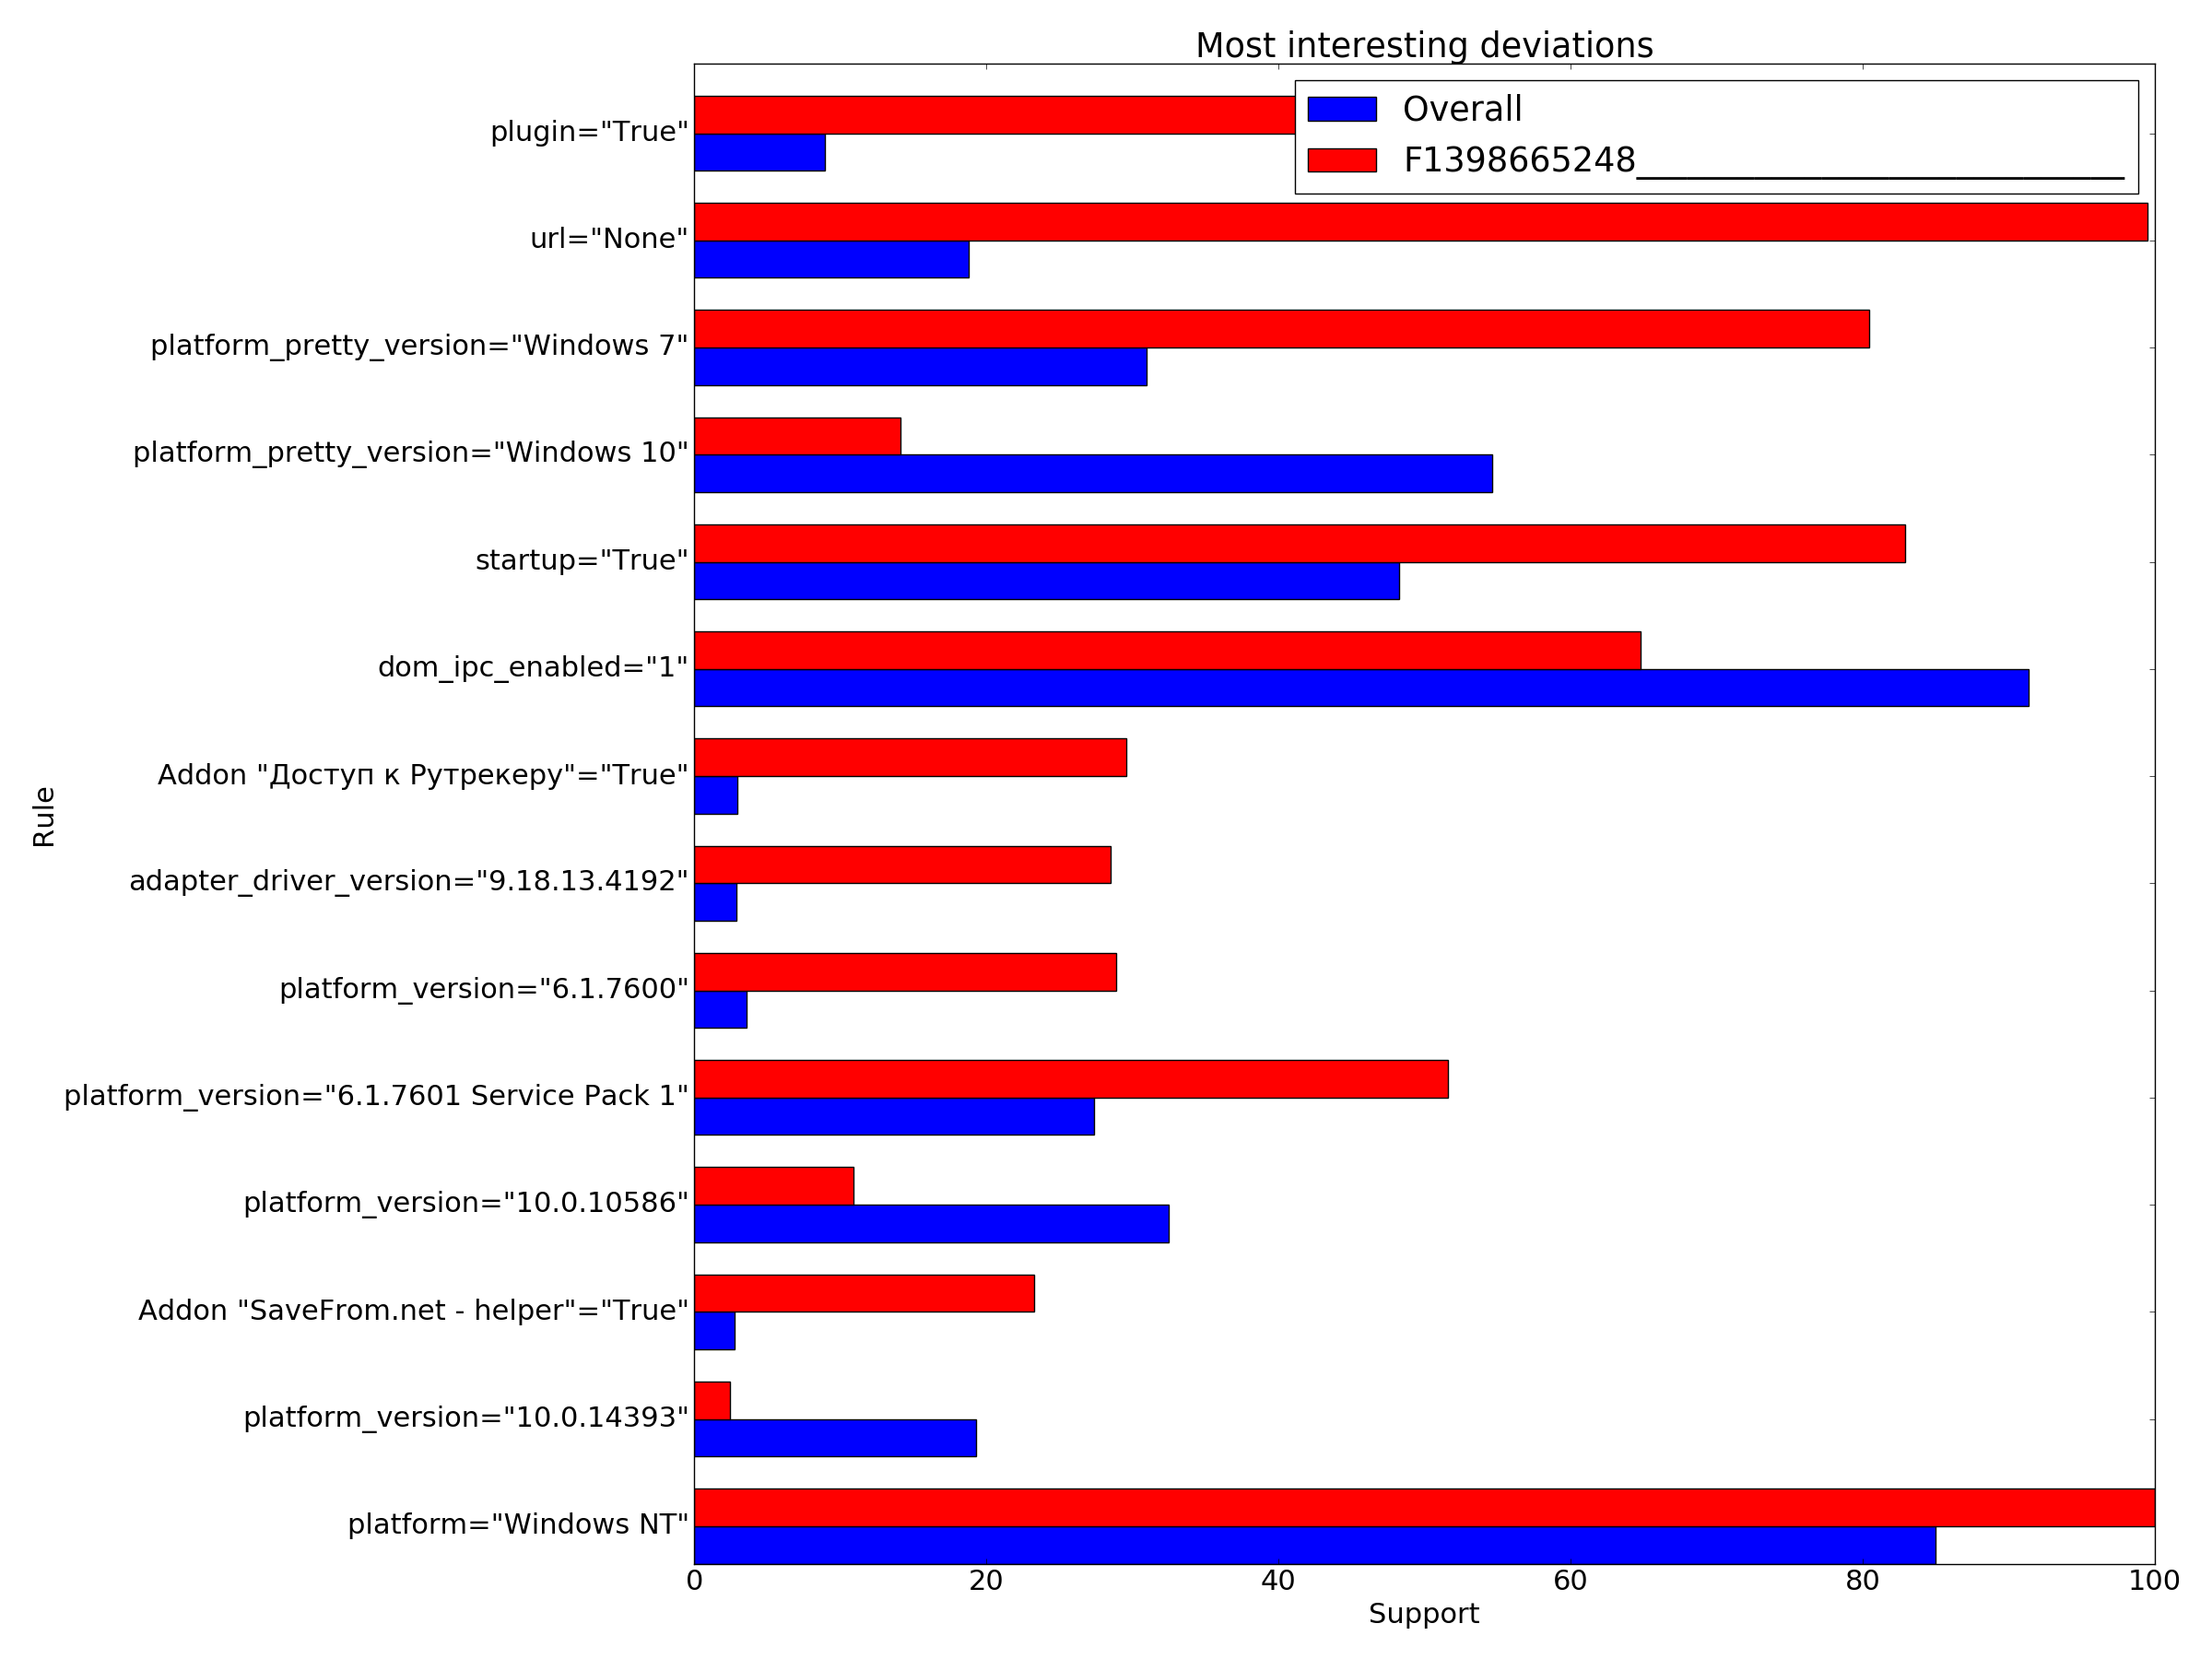 Most interesting deviations
Overall
F1398665248_____________________________
plugin="True"
url="None"
platform_pretty_version="Windows 7"
platform_pretty_version="Windows 10"
startup="True"
dom_ipc_enabled="1"
Addon "Доступ к Рутрекеру"="True"
adapter_driver_version="9.18.13.4192"
platform_version="6.1.7600"
platform_version="6.1.7601 Service Pack 1"
platform_version="10.0.10586"
Addon "SaveFrom.net - helper"="True"
platform_version="10.0.14393"
platform="Windows NT"
Rule
0 20 40 60 80 100
Support